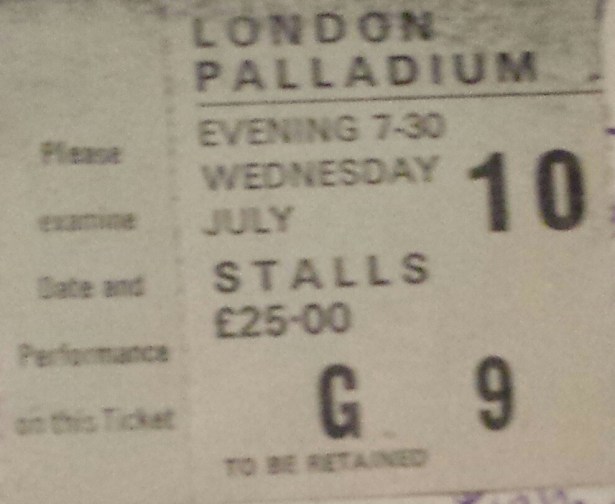 LONDON
PALLADIUM
EVENING 7-30
WEDNESDAY
JULY
10
STALLS
£25-00
G 9
TO BE RETAINED
Please
examine
Date and
Performance
on this Ticket